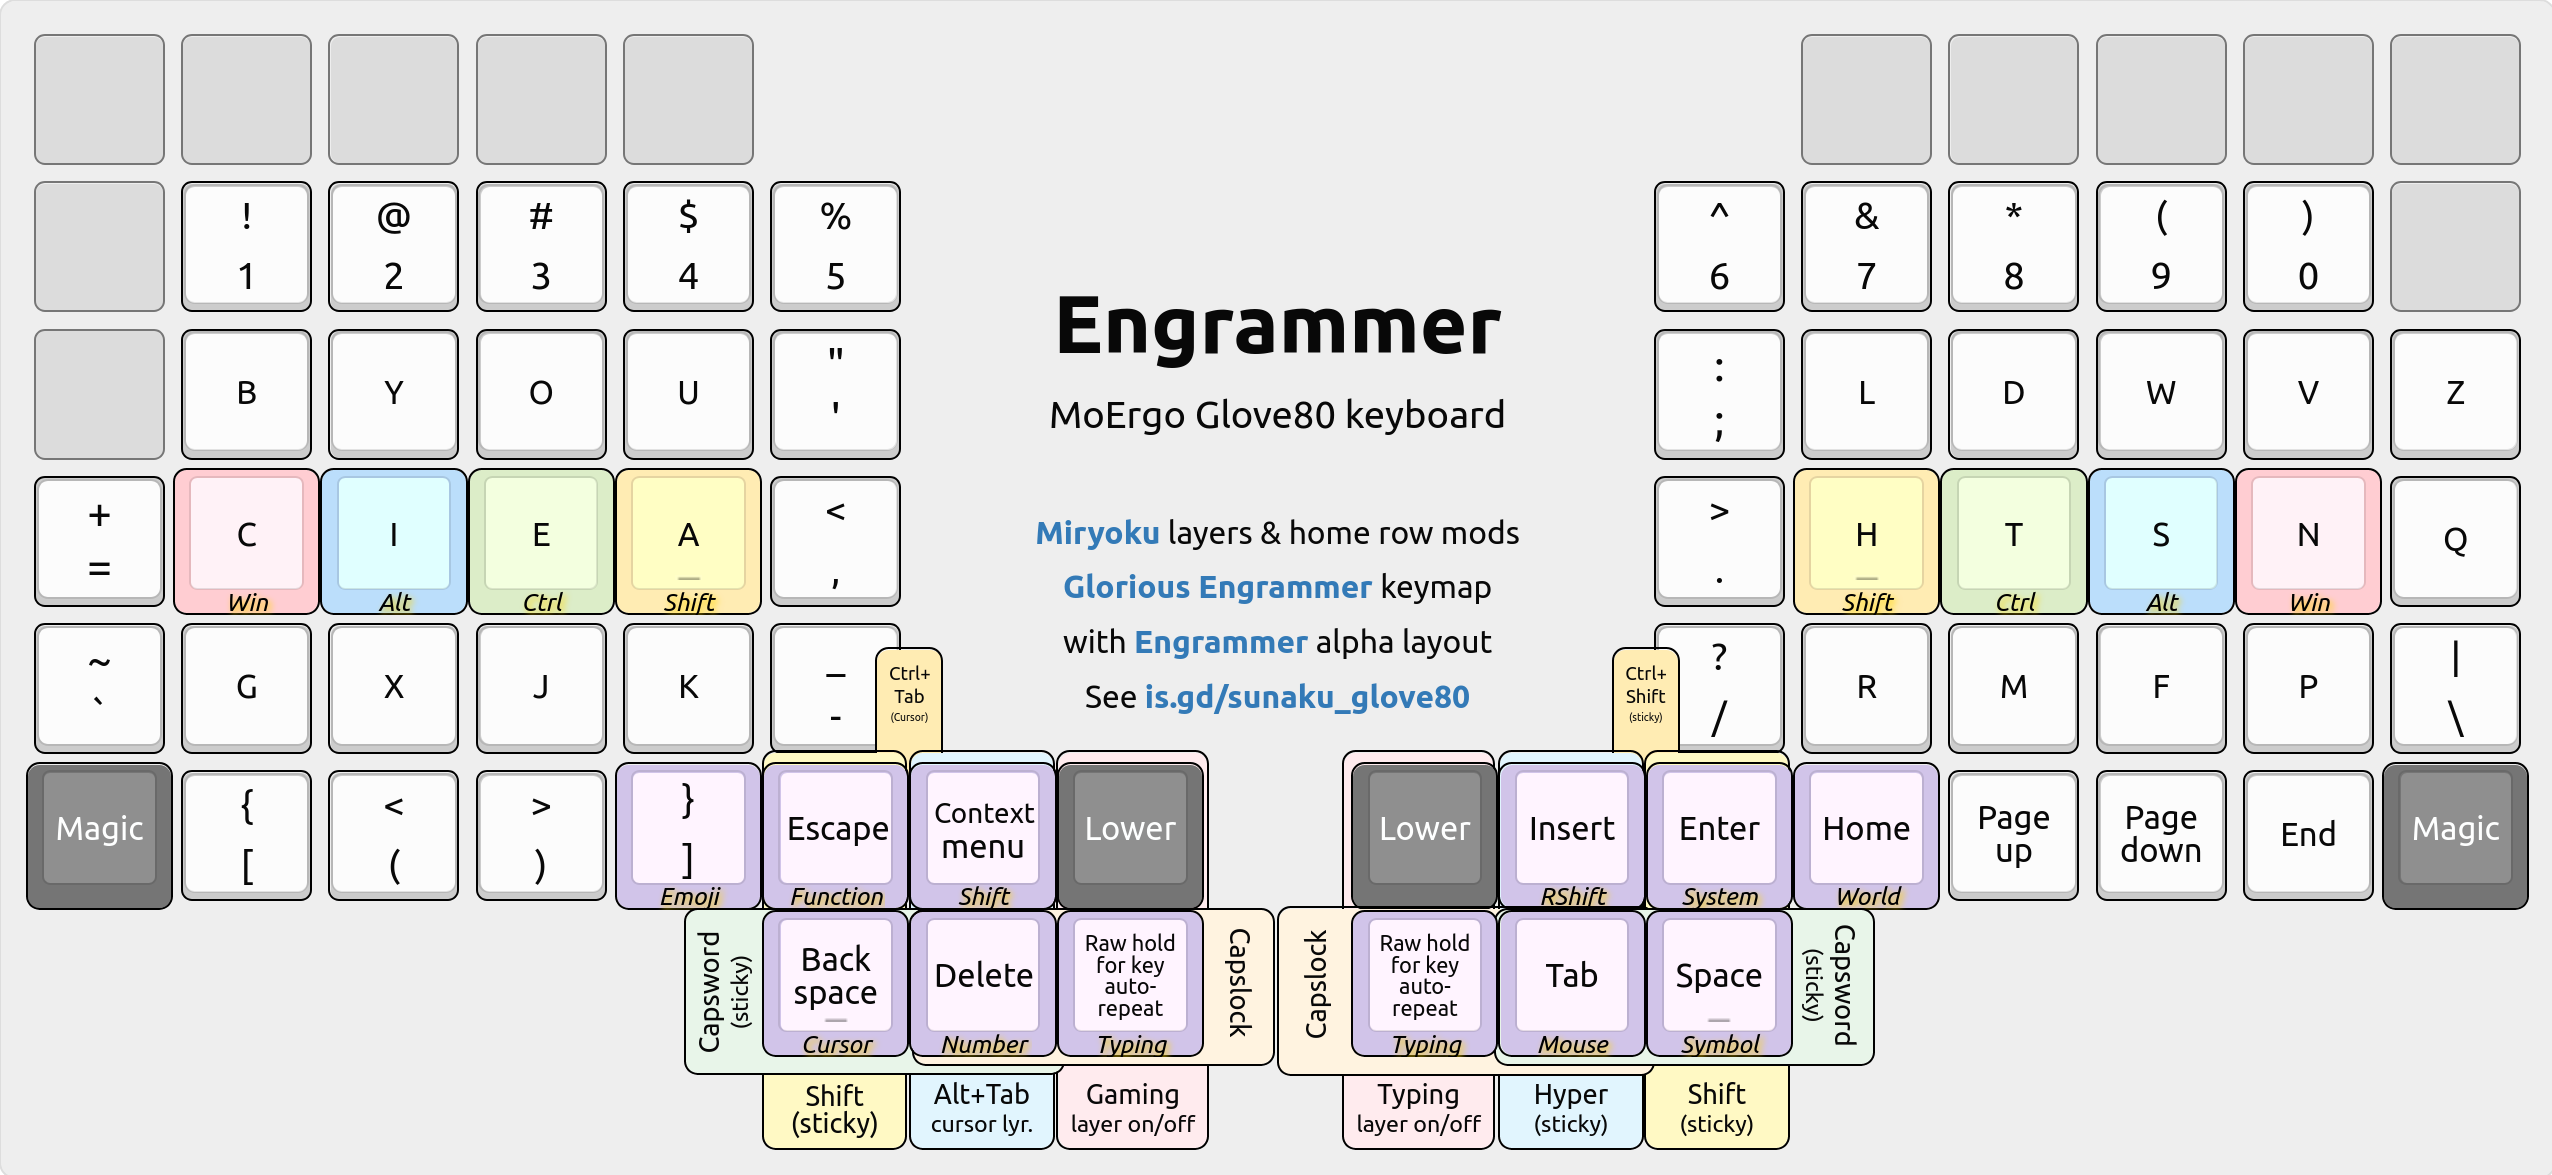 ! @ # $ % ^ & * ( )
1 2 3 4 5 6 7 8 9 0
Engrammer
MoErgo Glove80 keyboard
B Y O U " ' : ; L D W V Z
Miryoku layers & home row mods
Glorious Engrammer keymap
with Engrammer alpha layout
See is.gd/sunaku_glove80
+ = C I E A _ < , > . H _ T S N Q
Win Alt Ctrl Shift Shift Ctrl Alt Win
~ ` G X J K _ - ? / R M F P | \
Ctrl+
Tab
(Cursor)
Ctrl+
Shift
(sticky)
Magic
{ [
< (
> )
} ]
Emoji
Escape
Function
Context
menu
Shift
Lower
Lower
Insert
RShift
Enter
System
Home
World
Page
up
Page
down
End
Magic
Capsword
(sticky)
Back
space
_
Cursor
Delete
Number
Raw hold
for key
auto-
repeat
Typing
Capslock
Capslock
Raw hold
for key
auto-
repeat
Typing
Tab
Mouse
Space
_
Symbol
Capsword
(sticky)
Shift
(sticky)
Alt+Tab
cursor lyr.
Gaming
layer on/off
Typing
layer on/off
Hyper
(sticky)
Shift
(sticky)